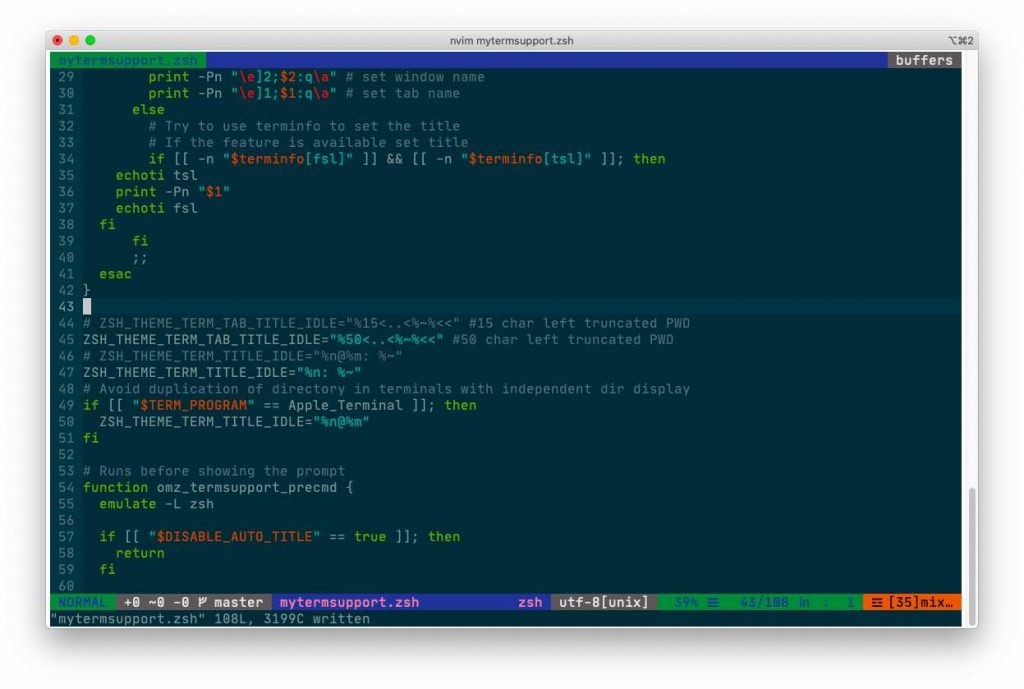 nvim mytermsupport.zsh ⌥⌘2
mytermsupport.zsh buffers
29         print -Pn "\e]2;$2:q\a" # set window name
30         print -Pn "\e]1;$1:q\a" # set tab name
31       else
32         # Try to use terminfo to set the title
33         # If the feature is available set title
34         if [[ -n "$terminfo[fsl]" ]] && [[ -n "$terminfo[tsl]" ]]; then
35     echoti tsl
36     print -Pn "$1"
37     echoti fsl
38   fi
39       fi
40       ;;
41   esac
42 }
43
44 # ZSH_THEME_TERM_TAB_TITLE_IDLE="%15<..<%~%<<" #15 char left truncated PWD
45 ZSH_THEME_TERM_TAB_TITLE_IDLE="%50<..<%~%<<" #50 char left truncated PWD
46 # ZSH_THEME_TERM_TITLE_IDLE="%n@%m: %~"
47 ZSH_THEME_TERM_TITLE_IDLE="%n: %~"
48 # Avoid duplication of directory in terminals with independent dir display
49 if [[ "$TERM_PROGRAM" == Apple_Terminal ]]; then
50   ZSH_THEME_TERM_TITLE_IDLE="%n@%m"
51 fi
52
53 # Runs before showing the prompt
54 function omz_termsupport_precmd {
55   emulate -L zsh
56
57   if [[ "$DISABLE_AUTO_TITLE" == true ]]; then
58     return
59   fi
60
NORMAL +0 ~0 -0 master mytermsupport.zsh zsh utf-8[unix] 39% ☰ 43/108 ln : 1 ☲ [35]mix…
"mytermsupport.zsh" 108L, 3199C written